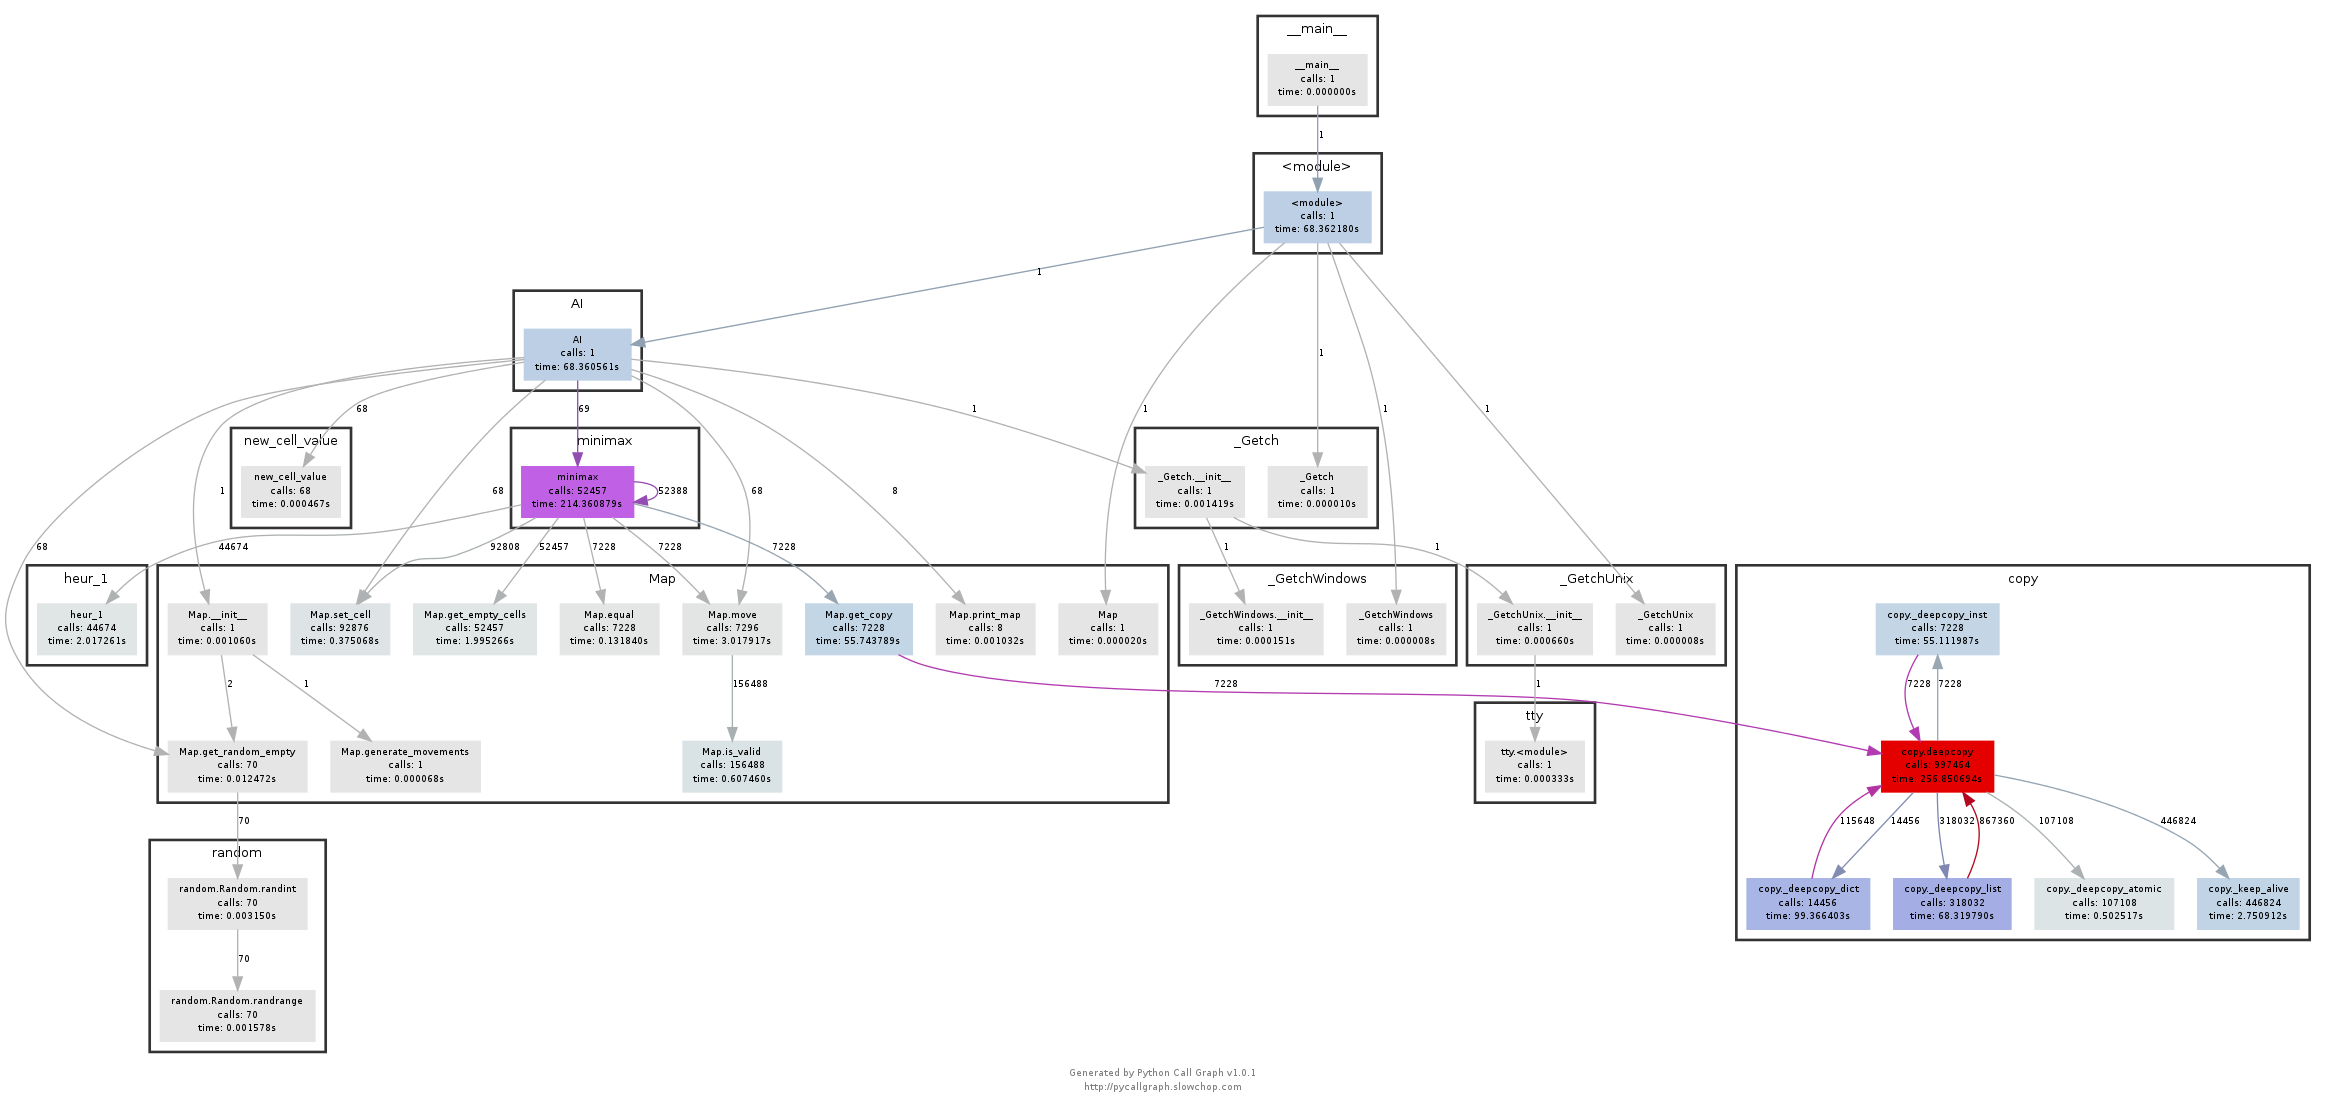 __main__
__main__
calls: 1
time: 0.000000s
1
<module>
<module>
calls: 1
time: 68.362180s
1
1
1
1
1
AI
AI
calls: 1
time: 68.360561s
68
1
68
68
69
68
8
1
new_cell_value
new_cell_value
calls: 68
time: 0.000467s
minimax
minimax
calls: 52457
time: 214.360879s
52388
44674
92808
52457
7228
7228
7228
_Getch
_Getch.__init__
calls: 1
time: 0.001419s
_Getch
calls: 1
time: 0.000010s
1
1
heur_1
heur_1
calls: 44674
time: 2.017261s
Map
Map.__init__
calls: 1
time: 0.001060s
Map.set_cell
calls: 92876
time: 0.375068s
Map.get_empty_cells
calls: 52457
time: 1.995266s
Map.equal
calls: 7228
time: 0.131840s
Map.move
calls: 7296
time: 3.017917s
Map.get_copy
calls: 7228
time: 55.743789s
Map.print_map
calls: 8
time: 0.001032s
Map
calls: 1
time: 0.000020s
2
1
156488
7228
Map.get_random_empty
calls: 70
time: 0.012472s
Map.generate_movements
calls: 1
time: 0.000068s
Map.is_valid
calls: 156488
time: 0.607460s
_GetchWindows
_GetchWindows.__init__
calls: 1
time: 0.000151s
_GetchWindows
calls: 1
time: 0.000008s
_GetchUnix
_GetchUnix.__init__
calls: 1
time: 0.000660s
_GetchUnix
calls: 1
time: 0.000008s
1
tty
tty.<module>
calls: 1
time: 0.000333s
copy
copy._deepcopy_inst
calls: 7228
time: 55.111987s
7228
7228
copy.deepcopy
calls: 997464
time: 256.850694s
115648
14456
318032
867360
107108
446824
copy._deepcopy_dict
calls: 14456
time: 99.366403s
copy._deepcopy_list
calls: 318032
time: 68.319790s
copy._deepcopy_atomic
calls: 107108
time: 0.502517s
copy._keep_alive
calls: 446824
time: 2.750912s
70
random
random.Random.randint
calls: 70
time: 0.003150s
70
random.Random.randrange
calls: 70
time: 0.001578s
Generated by Python Call Graph v1.0.1
http://pycallgraph.slowchop.com